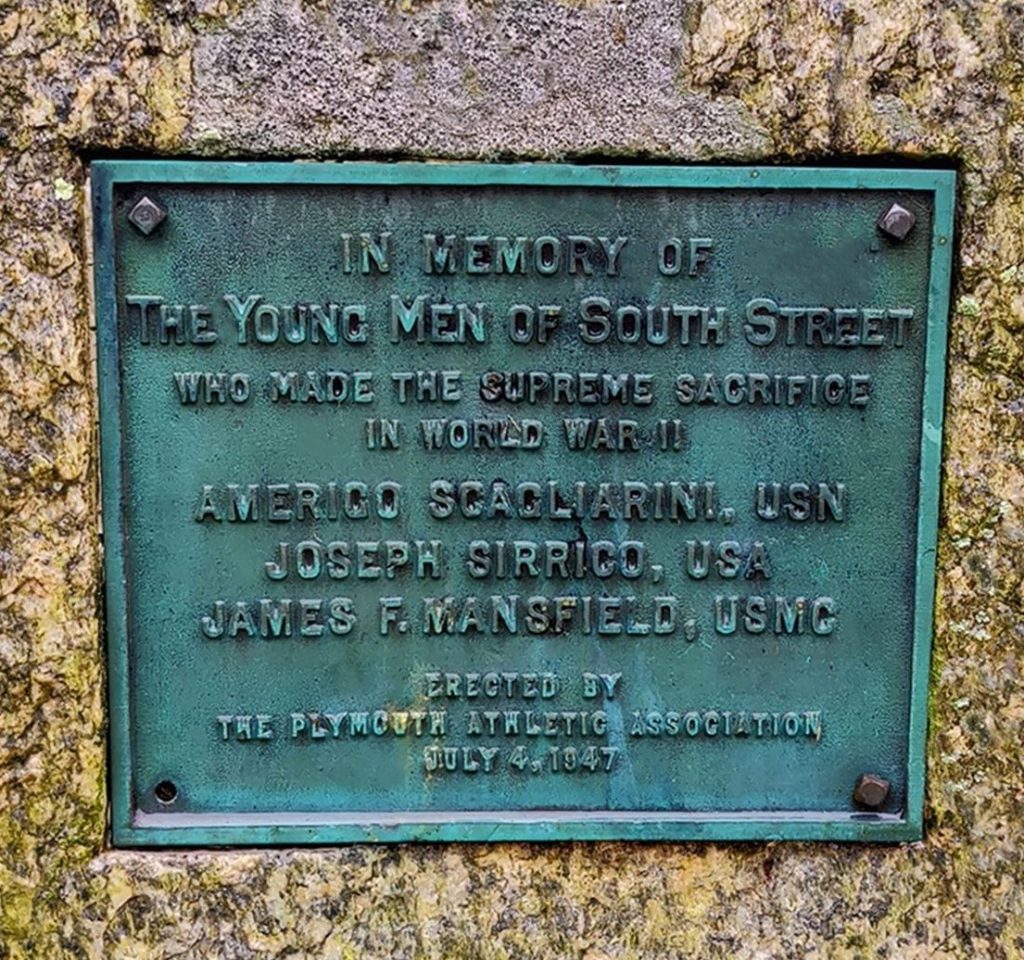 IN MEMORY OF
THE YOUNG MEN OF SOUTH STREET
WHO MADE THE SUPREME SACRIFICE
IN WORLD WAR II
AMERIGO SCAGLIARINI, USN
JOSEPH SIRRICO, USA
JAMES F. MANSFIELD, USMC
ERECTED BY
THE PLYMOUTH ATHLETIC ASSOCIATION
JULY 4, 1947